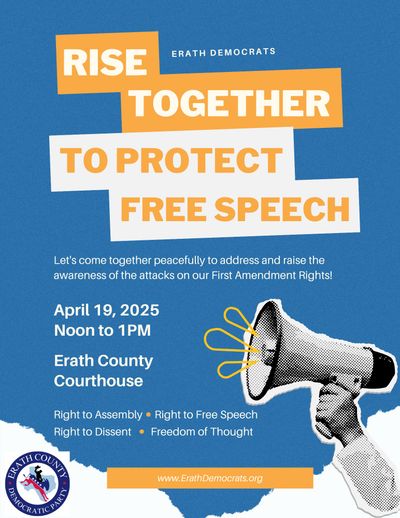 ERATH DEMOCRATS
RISE
TOGETHER
TO PROTECT
FREE SPEECH
Let's come together peacefully to address and raise the
awareness of the attacks on our First Amendment Rights!
April 19, 2025
Noon to 1PM
Erath County
Courthouse
Right to Assembly • Right to Free Speech
Right to Dissent • Freedom of Thought
www.ErathDemocrats.org
ERATH COUNTY
DEMOCRATIC PARTY